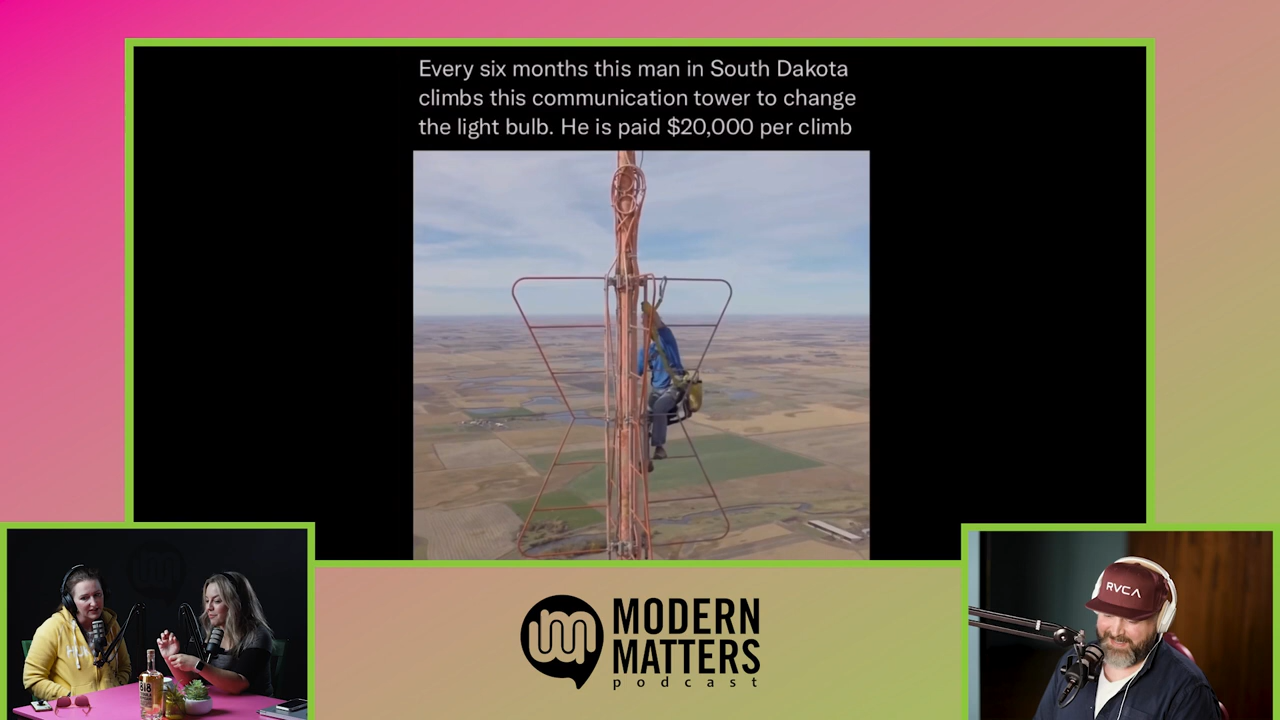 Every six months this man in South Dakota
climbs this communication tower to change
the light bulb. He is paid $20,000 per climb
RVCA
818
MODERN
MATTERS
podcast